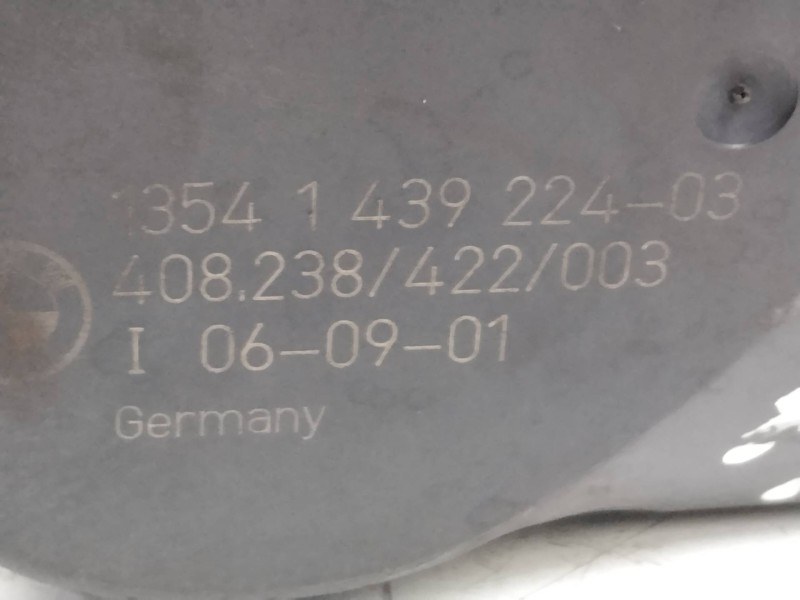 1354 1 439 224-03
408.238/422/003
I 06-09-01
Germany